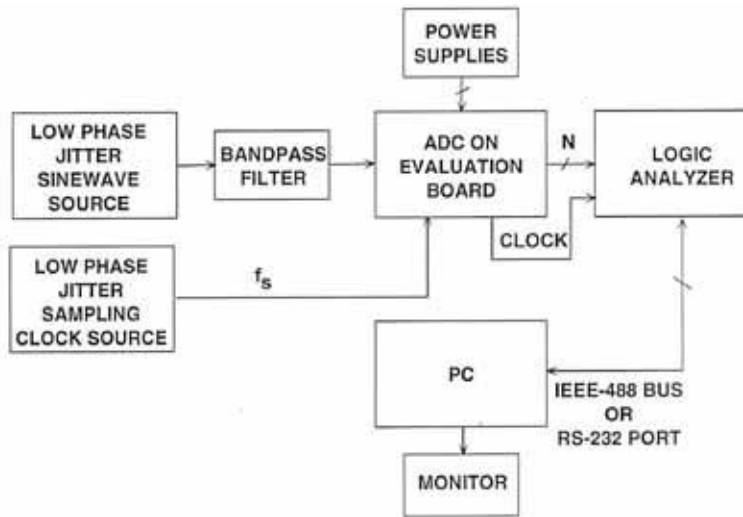 POWER
SUPPLIES
LOW PHASE
JITTER
SINEWAVE
SOURCE
BANDPASS
FILTER
ADC ON
EVALUATION
BOARD
N
LOGIC
ANALYZER
CLOCK
LOW PHASE
JITTER
SAMPLING
CLOCK SOURCE
fs
PC
IEEE-488 BUS
OR
RS-232 PORT
MONITOR